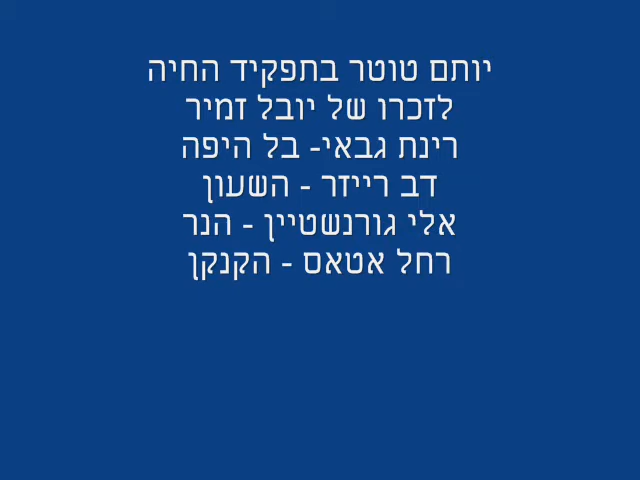 יותם טוטר בתפקיד החיה
לזכרו של יובל זמיר
רינת גבאי- בל היפה
דב רייזר - השעון
אלי גורנשטיין - הנר
רחל אטאס - הקנקן